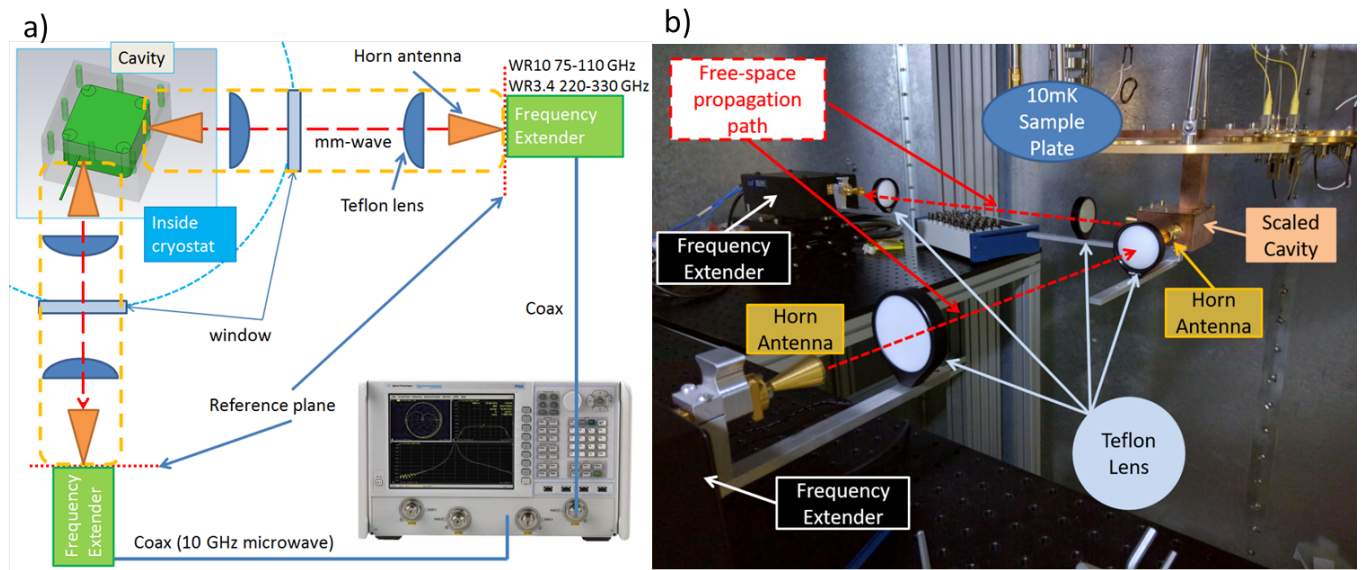 a)
Cavity
Horn antenna
WR10 75-110 GHz
WR3.4 220-330 GHz
Frequency
Extender
mm-wave
Teflon lens
Inside
cryostat
window
Coax
Reference plane
Frequency
Extender
Coax (10 GHz microwave)
b)
Free-space
propagation
path
10mK
Sample
Plate
Frequency
Extender
Scaled
Cavity
Horn
Antenna
Horn
Antenna
Teflon
Lens
Frequency
Extender